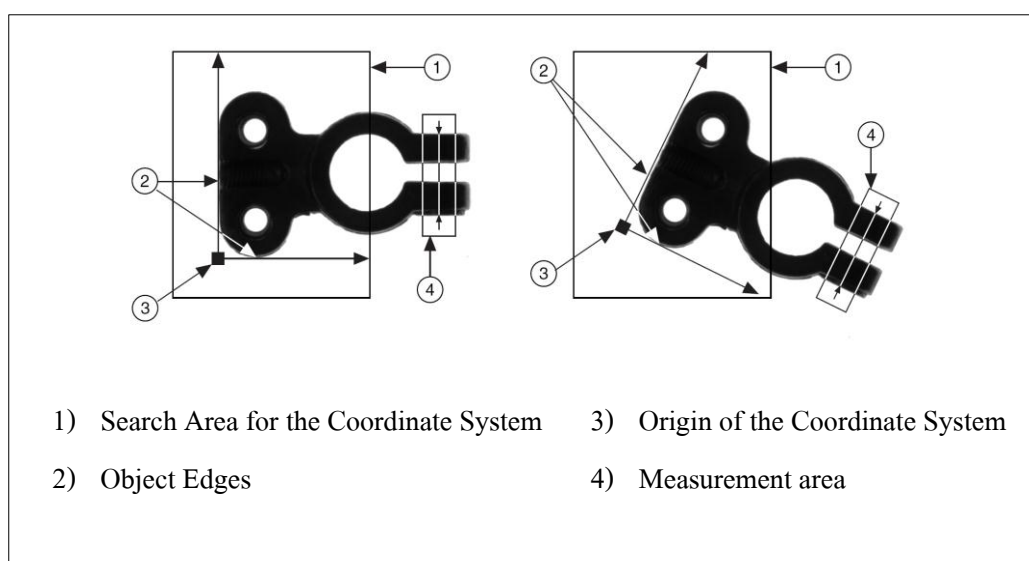 1
2
3
4
2
1
4
3
1) Search Area for the Coordinate System
2) Object Edges
3) Origin of the Coordinate System
4) Measurement area